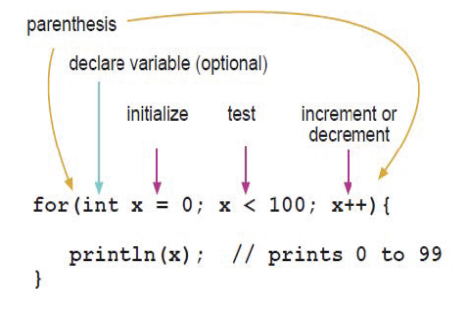 parenthesis
declare variable (optional)
initialize test increment or
decrement
for(int x = 0; x < 100; x++){
println(x); // prints 0 to 99
}